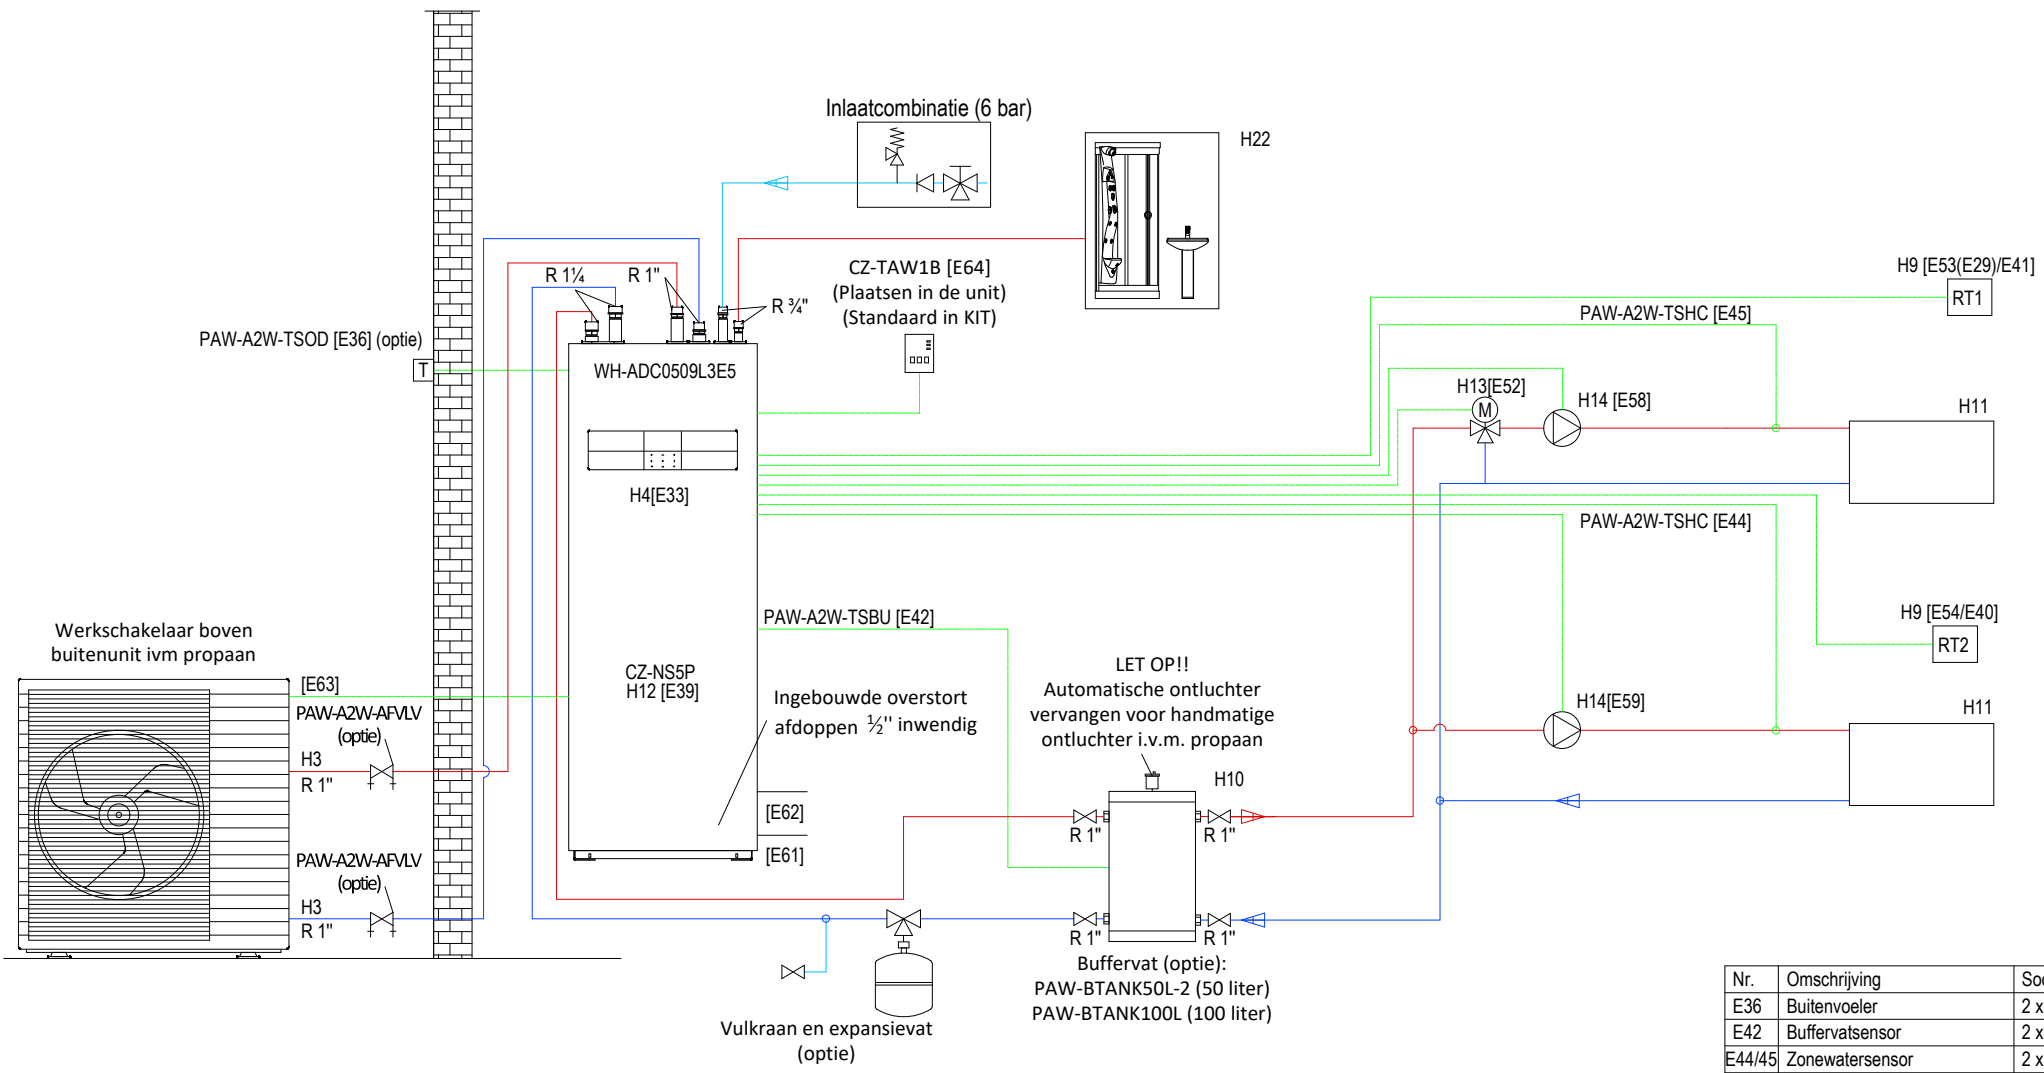 Inlaatcombinatie (6 bar)
H22
R 1¼
R 1"
R ¾"
CZ-TAW1B [E64]
(Plaatsen in de unit)
(Standaard in KIT)
H9 [E53(E29)/E41]
RT1
PAW-A2W-TSHC [E45]
PAW-A2W-TSOD [E36] (optie)
T
WH-ADC0509L3E5
H13[E52]
M
H14 [E58]
H11
H4[E33]
PAW-A2W-TSHC [E44]
H9 [E54/E40]
RT2
PAW-A2W-TSBU [E42]
Werkschakelaar boven
buitenunit ivm propaan
[E63]
PAW-A2W-AFVLV
(optie)
H3
R 1"
CZ-NS5P
H12 [E39]
Ingebouwde overstort
afdoppen ½'' inwendig
LET OP!!
Automatische ontluchter
vervangen voor handmatige
ontluchter i.v.m. propaan
H14[E59]
H11
H10
[E62]
R 1"
R 1"
[E61]
PAW-A2W-AFVLV
(optie)
H3
R 1"
R 1"
R 1"
Buffervat (optie):
PAW-BTANK50L-2 (50 liter)
PAW-BTANK100L (100 liter)
Vulkraan en expansievat
(optie)
Nr. Omschrijving
E36 Buitenvoeler 2 x
E42 Buffervatsensor 2 x
E44/45 Zonewatersensor 2 x